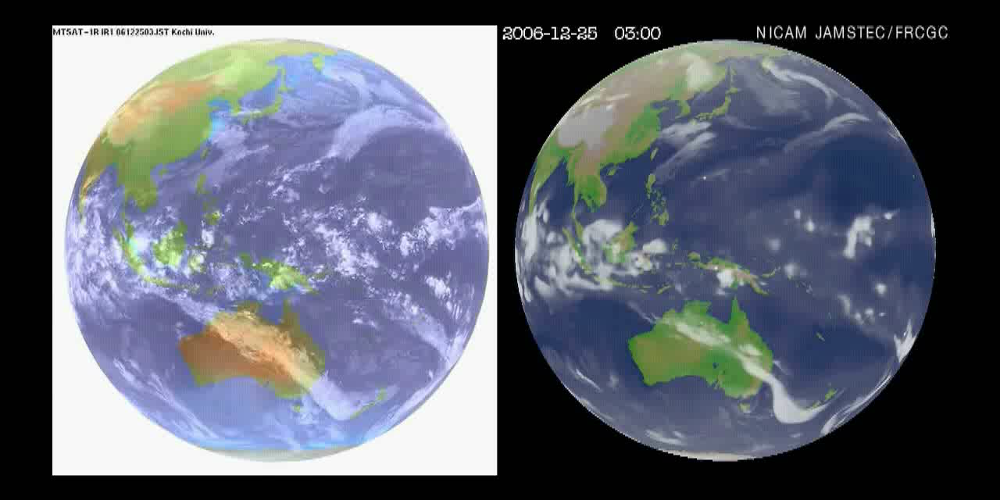 MTSAT-1R IR1 06122503JST Kochi Univ.
2006-12-25 03:00
NICAM JAMSTEC/FRCGC